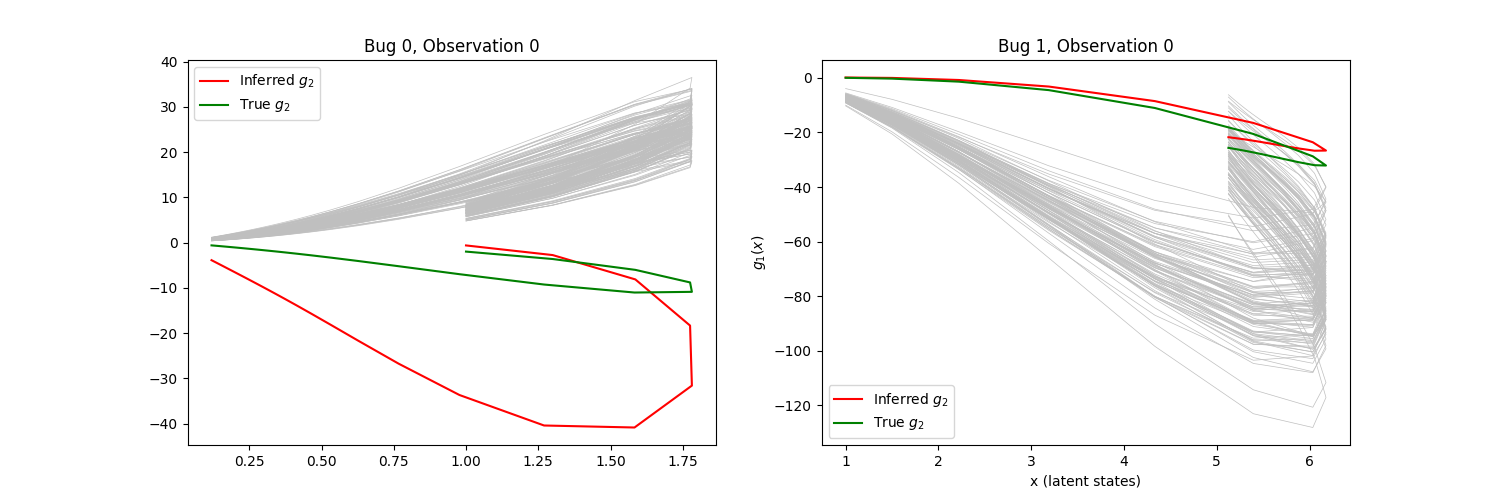 Bug 0, Observation 0
40
30
20
10
0
−10
−20
−30
−40
Inferred g₂
True g₂
0.25 0.50 0.75 1.00 1.25 1.50 1.75
Bug 1, Observation 0
g₁(x)
0
−20
−40
−60
−80
−100
−120
Inferred g₂
True g₂
1 2 3 4 5 6
x (latent states)